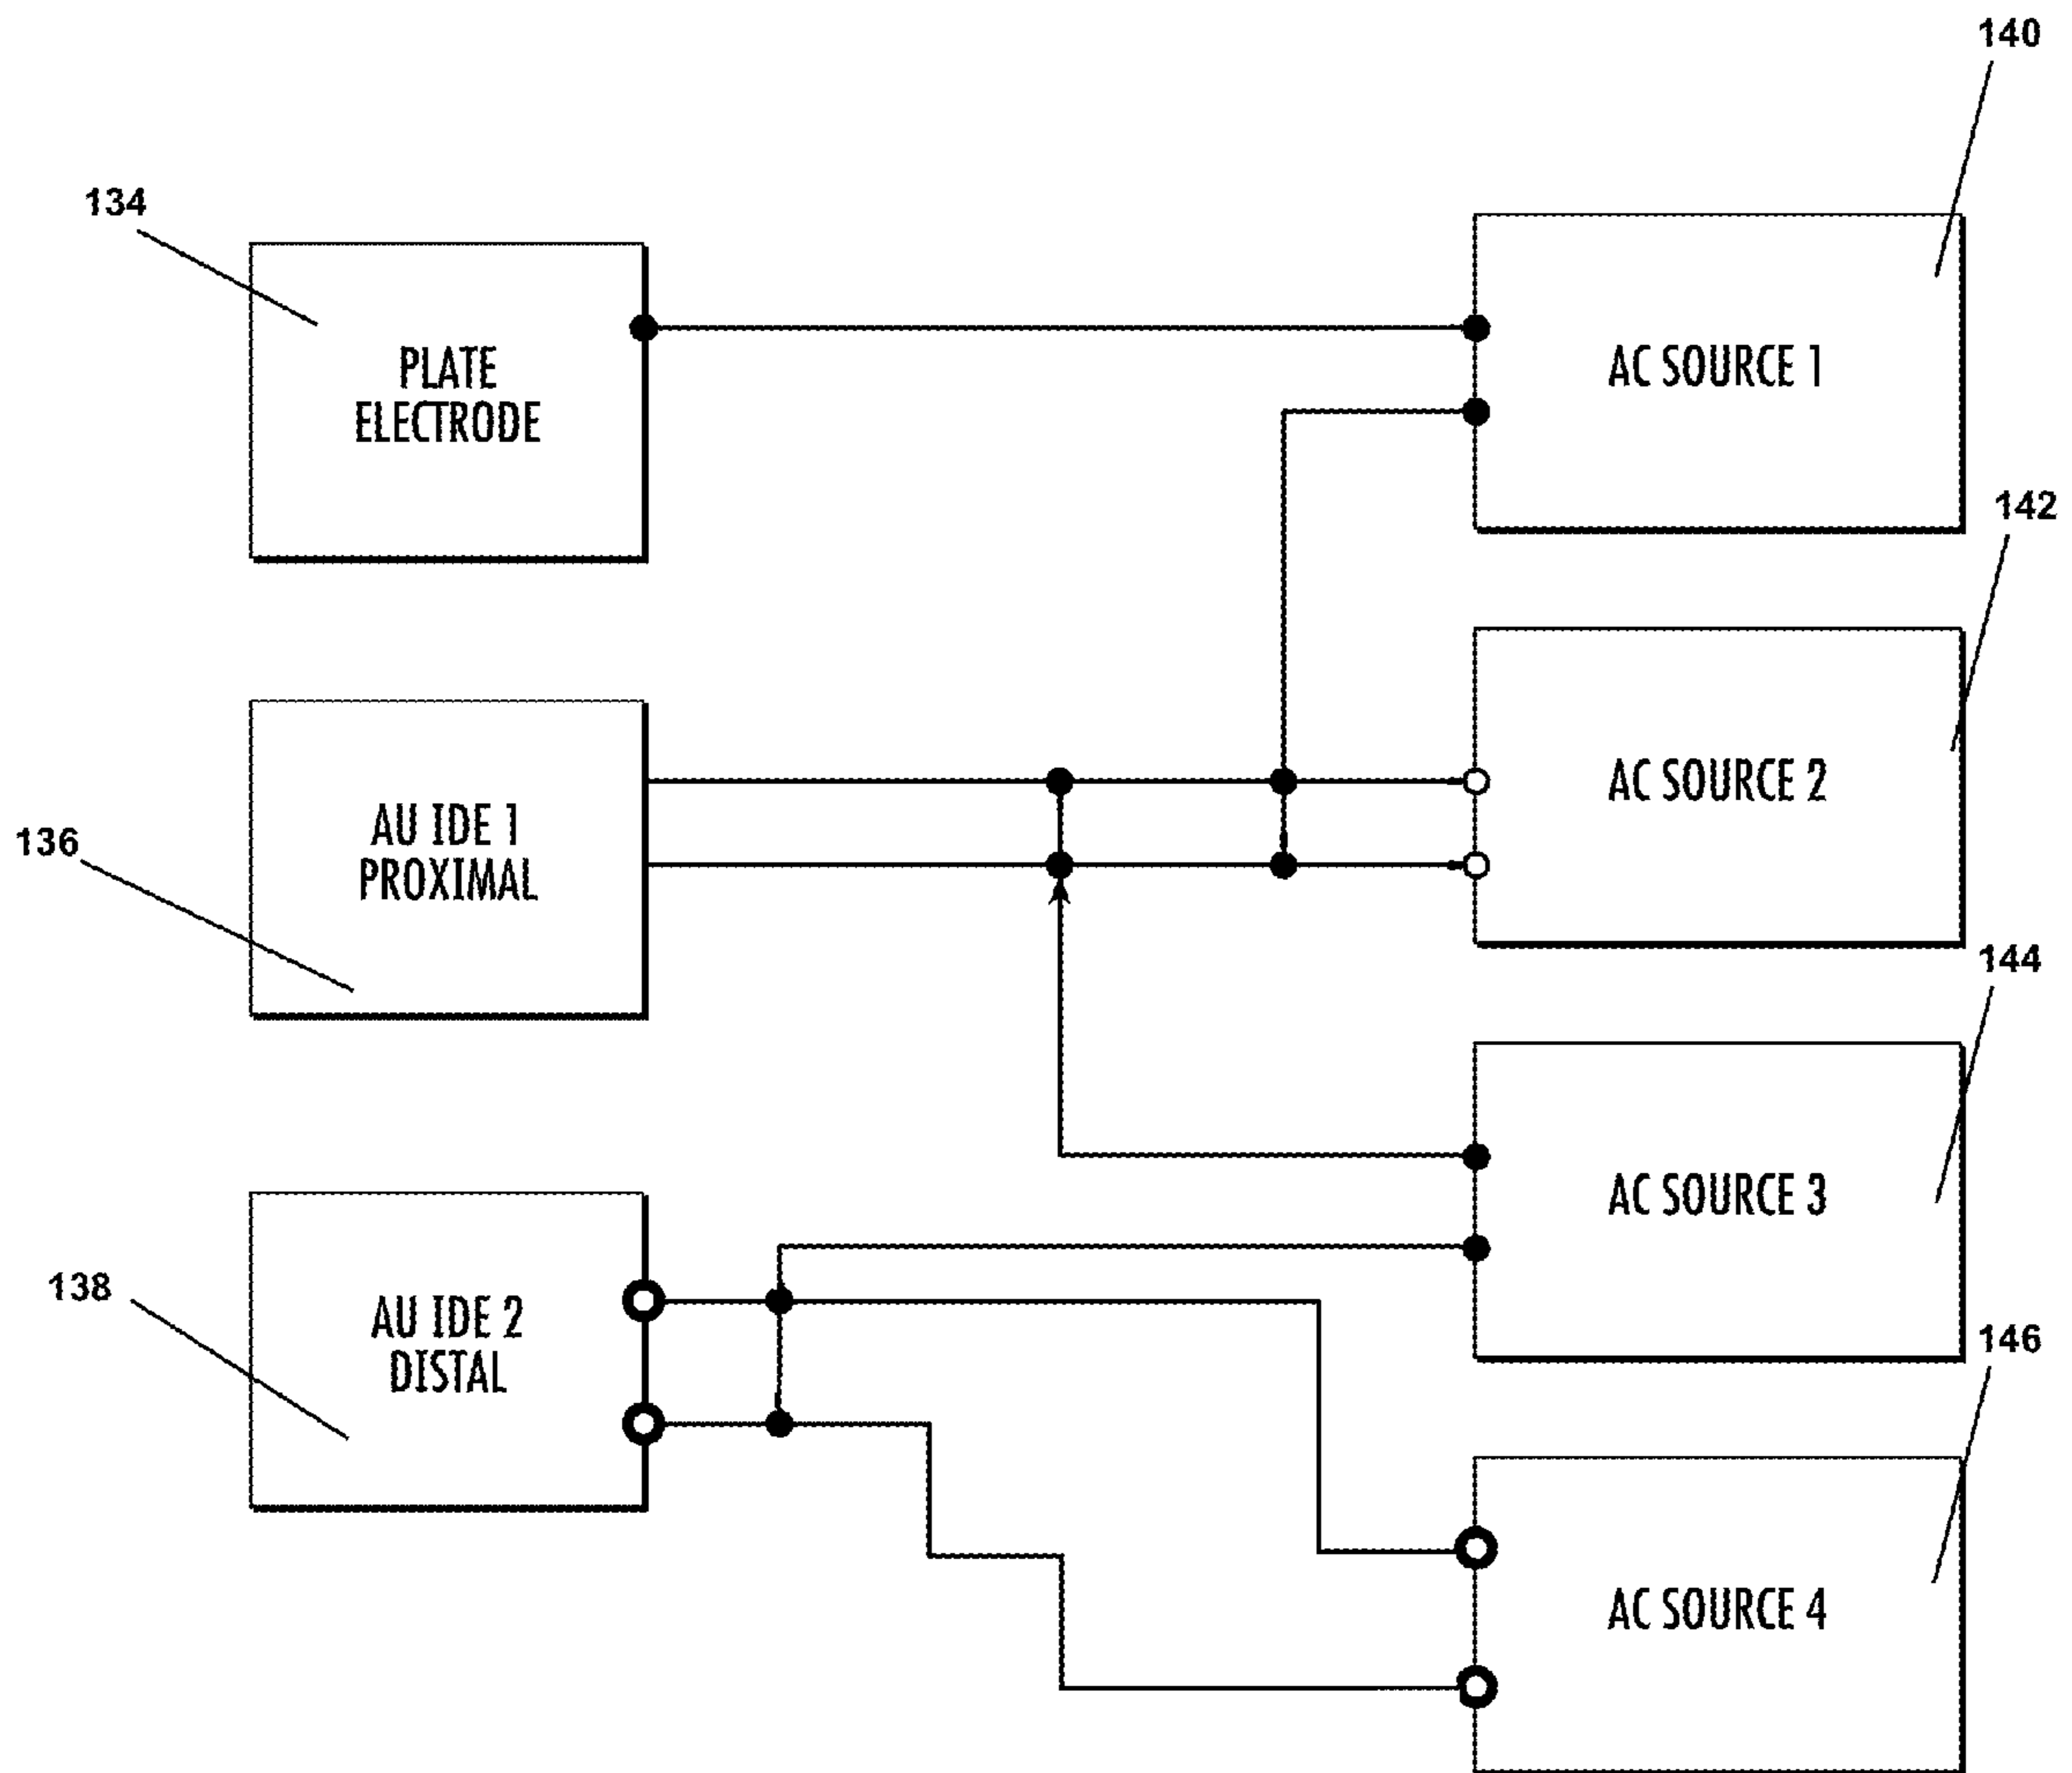 140
134
PLATE
ELECTRODE
AC SOURCE 1
142
AU IDE 1
PROXIMAL
136
AC SOURCE 2
144
AC SOURCE 3
138
AU IDE 2
DISTAL
146
AC SOURCE 4